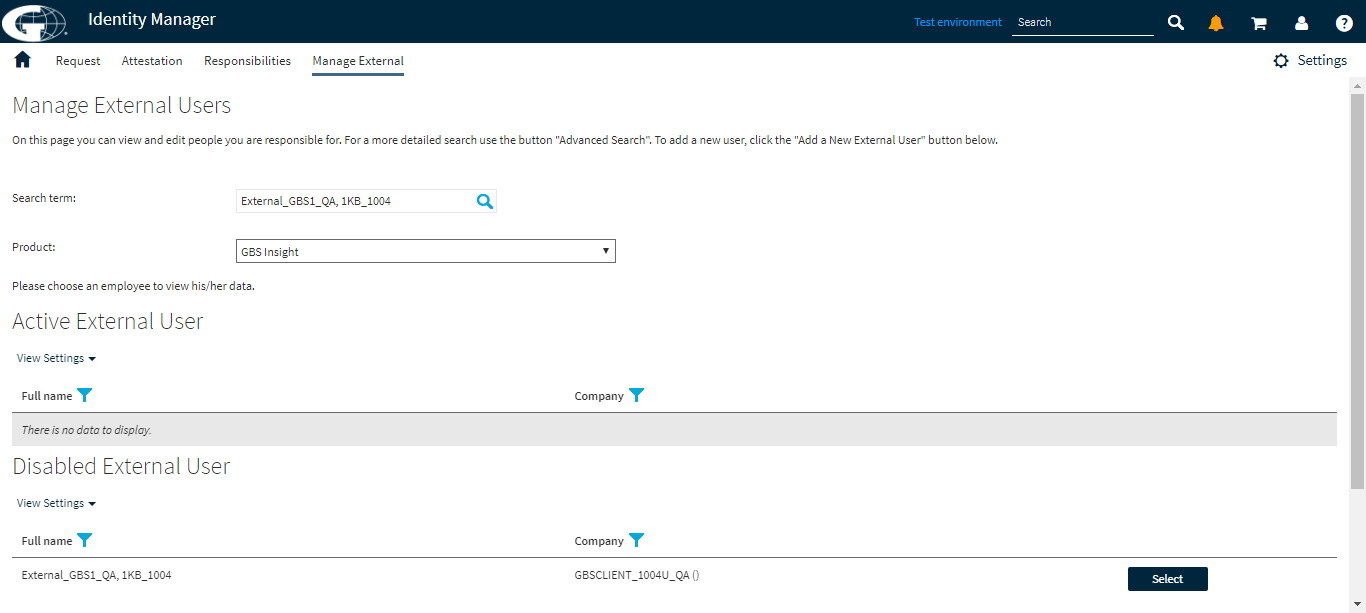 Identity Manager
Test environment
Search
Request Attestation Responsibilities Manage External
Settings
Manage External Users
On this page you can view and edit people you are responsible for. For a more detailed search use the button "Advanced Search". To add a new user, click the "Add a New External User" button below.
Search term: External_GBS1_QA, 1KB_1004
Product: GBS Insight
Please choose an employee to view his/her data.
Active External User
View Settings
Full name Company
There is no data to display.
Disabled External User
View Settings
Full name Company
External_GBS1_QA, 1KB_1004 GBSCLIENT_1004U_QA () Select